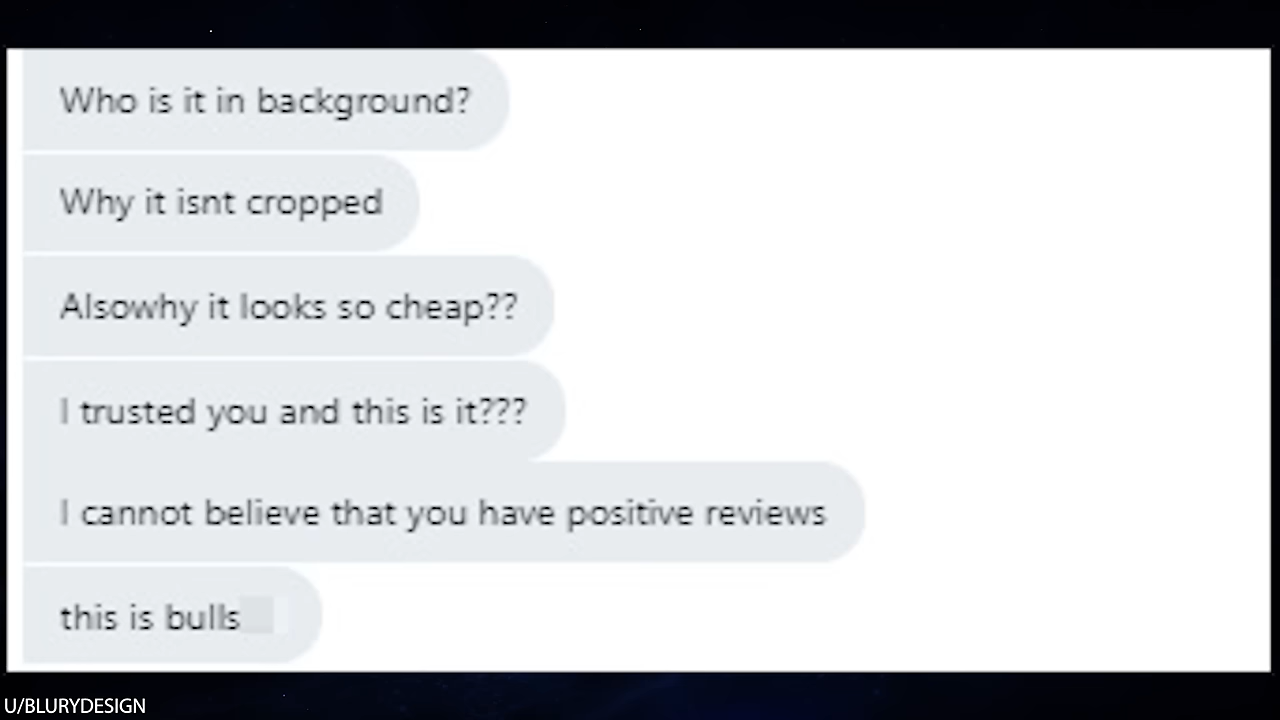 Who is it in background?
Why it isnt cropped
Alsowhy it looks so cheap??
I trusted you and this is it???
I cannot believe that you have positive reviews
this is bulls
U/BLURYDESIGN